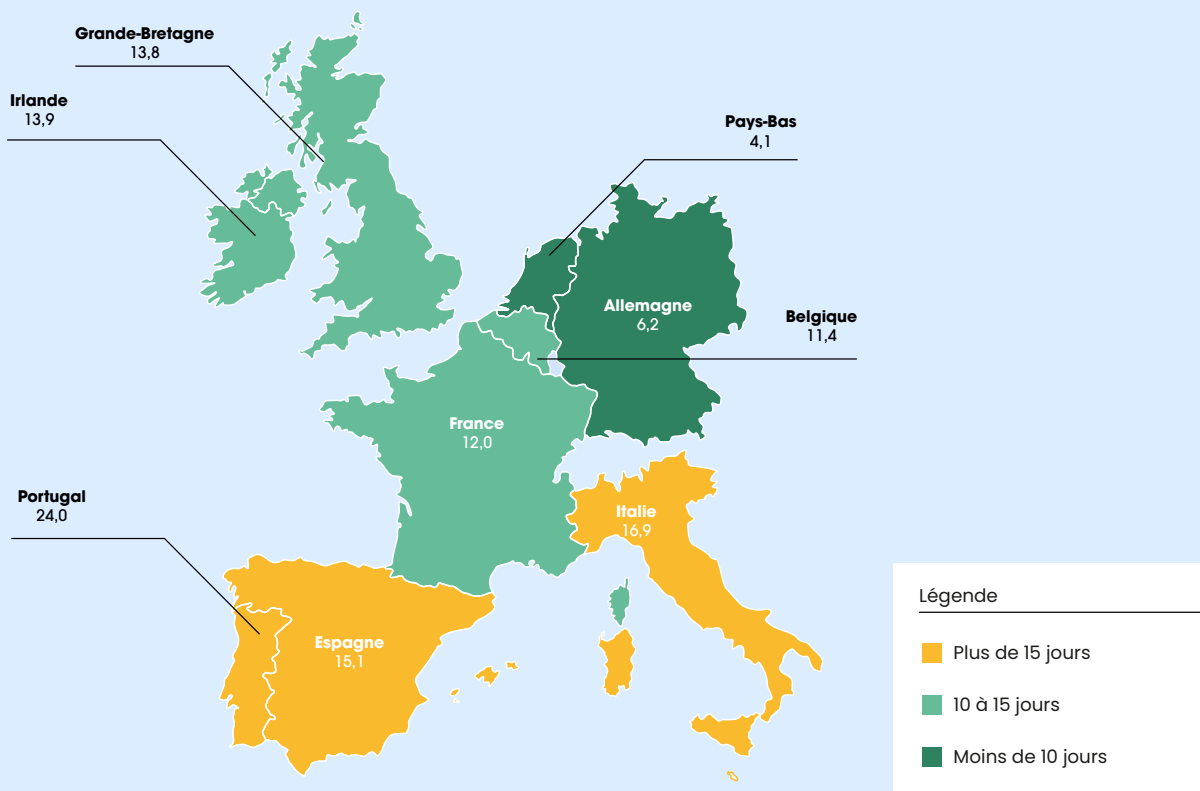 Grande-Bretagne
13,8
Irlande
13,9
Pays-Bas
4,1
Allemagne
6,2
Belgique
11,4
France
12,0
Portugal
24,0
Italie
16,9
Espagne
15,1
Légende
Plus de 15 jours
10 à 15 jours
Moins de 10 jours